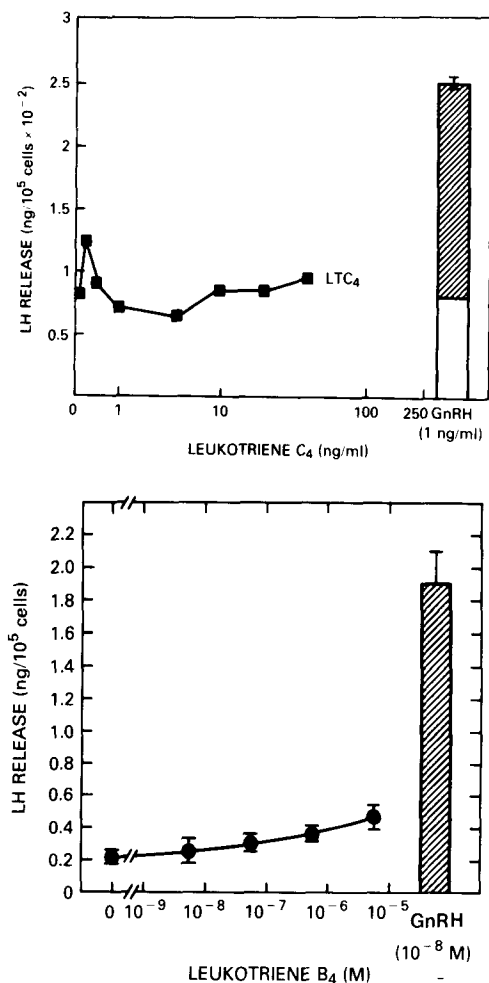 3
2.5
2
1.5
1
0.5
LH RELEASE (ng/10⁵ cells × 10⁻²)
LTC₄
0 1 10 100 250 GnRH
(1 ng/ml)
LEUKOTRIENE C₄ (ng/ml)
2.2
2.0
1.8
1.6
1.4
1.2
1.0
0.8
0.6
0.4
0.2
0
LH RELEASE (ng/10⁵ cells)
0 10⁻⁹ 10⁻⁸ 10⁻⁷ 10⁻⁶ 10⁻⁵ GnRH
(10⁻⁸ M)
LEUKOTRIENE B₄ (M)